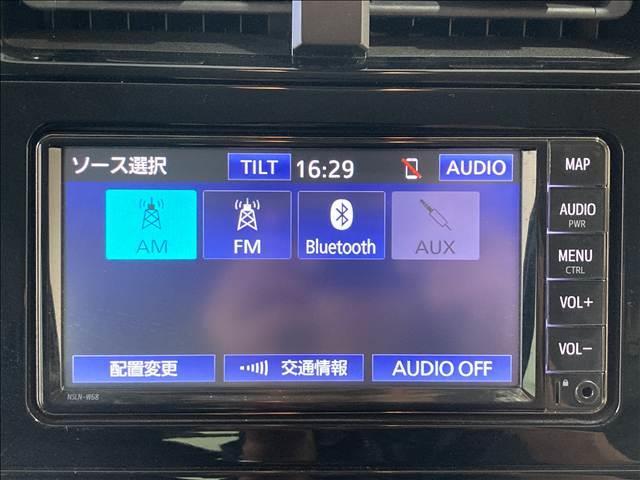 ソース選択 TILT 16:29 AUDIO
AM FM Bluetooth AUX
配置変更 交通情報 AUDIO OFF
NSLN-W68
MAP
AUDIO
PWR
MENU
CTRL
VOL+
VOL-